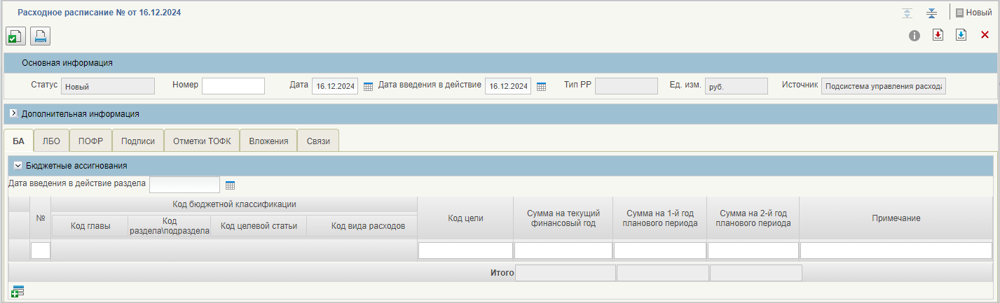 Расходное расписание № от 16.12.2024
Новый
Основная информация
Статус Новый Номер Дата 16.12.2024 Дата введения в действие 16.12.2024 Тип РР Ед. изм. руб. Источник Подсистема управления расхода
Дополнительная информация
БА ЛБО ПОФР Подписи Отметки ТОФК Вложения Связи
Бюджетные ассигнования
Дата введения в действие раздела
№
Код бюджетной классификации
Код главы
Код
раздела\подраздела
Код целевой статьи
Код вида расходов
Код цели
Сумма на текущий
финансовый год
Сумма на 1-й год
планового периода
Сумма на 2-й год
планового периода
Примечание
Итого